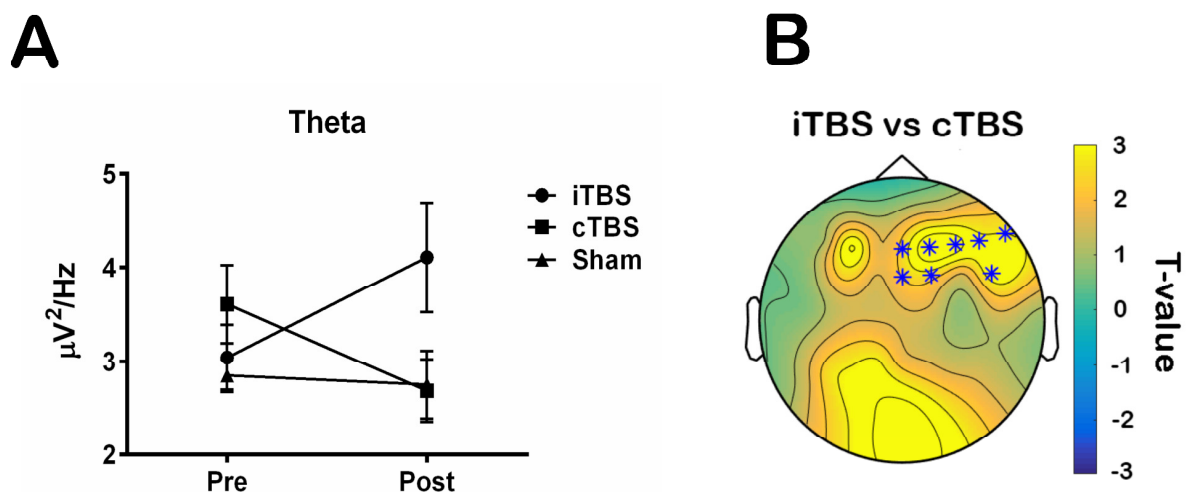 A
Theta
5
4
3
2
μV²/Hz
Pre
Post
iTBS
cTBS
Sham
B
iTBS vs cTBS
3
2
1
0
-1
-2
-3
T-value